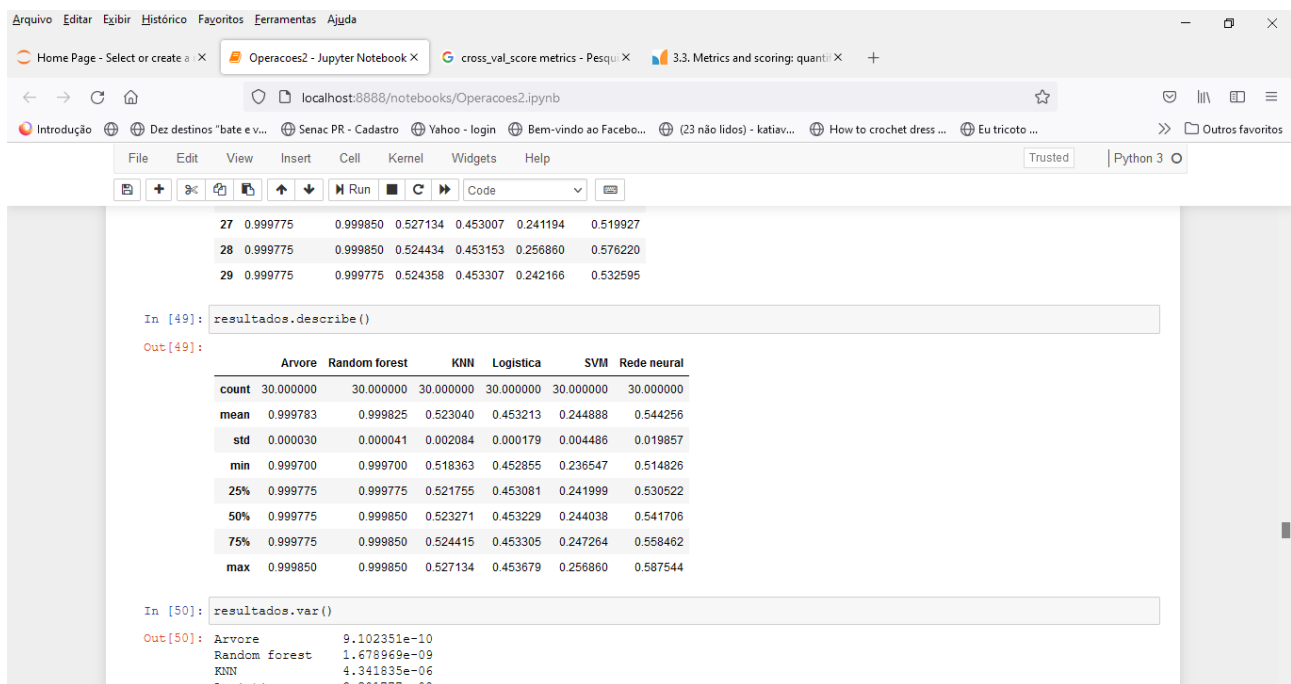 Arquivo Editar Exibir Histórico Favoritos Ferramentas Ajuda
Home Page - Select or create a
Operacoes2 - Jupyter Notebook
cross_val_score metrics - Pesqui
3.3. Metrics and scoring: quantif
localhost:8888/notebooks/Operacoes2.ipynb
Introdução Dez destinos "bate e v... Senac PR - Cadastro Yahoo - login Bem-vindo ao Facebo... (23 não lidos) - katiav... How to crochet dress ... Eu tricoto ... Outros favoritos
File Edit View Insert Cell Kernel Widgets Help Trusted Python 3
Run Code
27 0.999775 0.999850 0.527134 0.453007 0.241194 0.519927
28 0.999775 0.999850 0.524434 0.453153 0.256860 0.576220
29 0.999775 0.999775 0.524358 0.453307 0.242166 0.532595
In [49]: resultados.describe()
Out[49]:
Arvore Random forest KNN Logistica SVM Rede neural
count 30.000000 30.000000 30.000000 30.000000 30.000000 30.000000
mean 0.999783 0.999825 0.523040 0.453213 0.244888 0.544256
std 0.000030 0.000041 0.002084 0.000179 0.004486 0.019857
min 0.999700 0.999700 0.518363 0.452855 0.236547 0.514826
25% 0.999775 0.999775 0.521755 0.453081 0.241999 0.530522
50% 0.999775 0.999850 0.523271 0.453229 0.244038 0.541706
75% 0.999775 0.999850 0.524415 0.453305 0.247264 0.558462
max 0.999850 0.999850 0.527134 0.453679 0.256860 0.587544
In [50]: resultados.var()
Out[50]: Arvore 9.102351e-10
Random forest 1.678969e-09
KNN 4.341835e-06